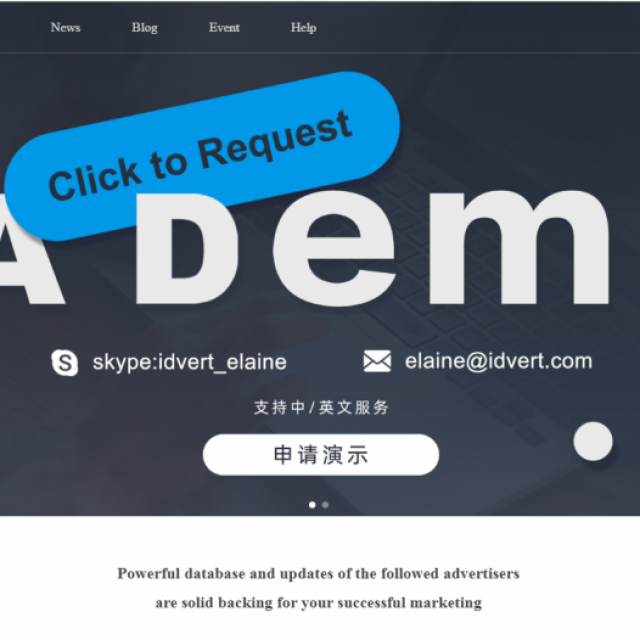 News Blog Event Help
Click to Request
A Dem
skype:idvert_elaine elaine@idvert.com
支持中/英文服务
申请演示
Powerful database and updates of the followed advertisers
are solid backing for your successful marketing